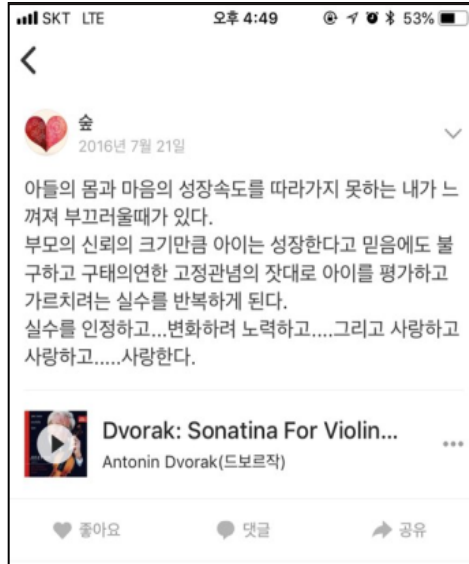 SKT LTE 오후 4:49 53%
숲
2016년 7월 21일
아들의 몸과 마음의 성장속도를 따라가지 못하는 내가 느
껴져 부끄러울때가 있다.
부모의 신뢰의 크기만큼 아이는 성장한다고 믿음에도 불
구하고 구태의연한 고정관념의 잣대로 아이를 평가하고
가르치려는 실수를 반복하게 된다.
실수를 인정하고...변화하려 노력하고....그리고 사랑하고
사랑하고.....사랑한다.
Dvorak: Sonatina For Violin...
Antonin Dvorak(드보르작)
좋아요 댓글 공유